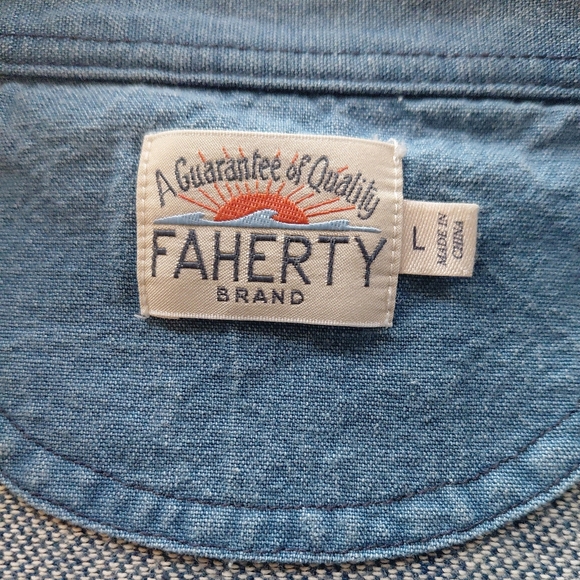 A Guarantee of Quality
FAHERTY
BRAND
L
MADE IN
CHINA